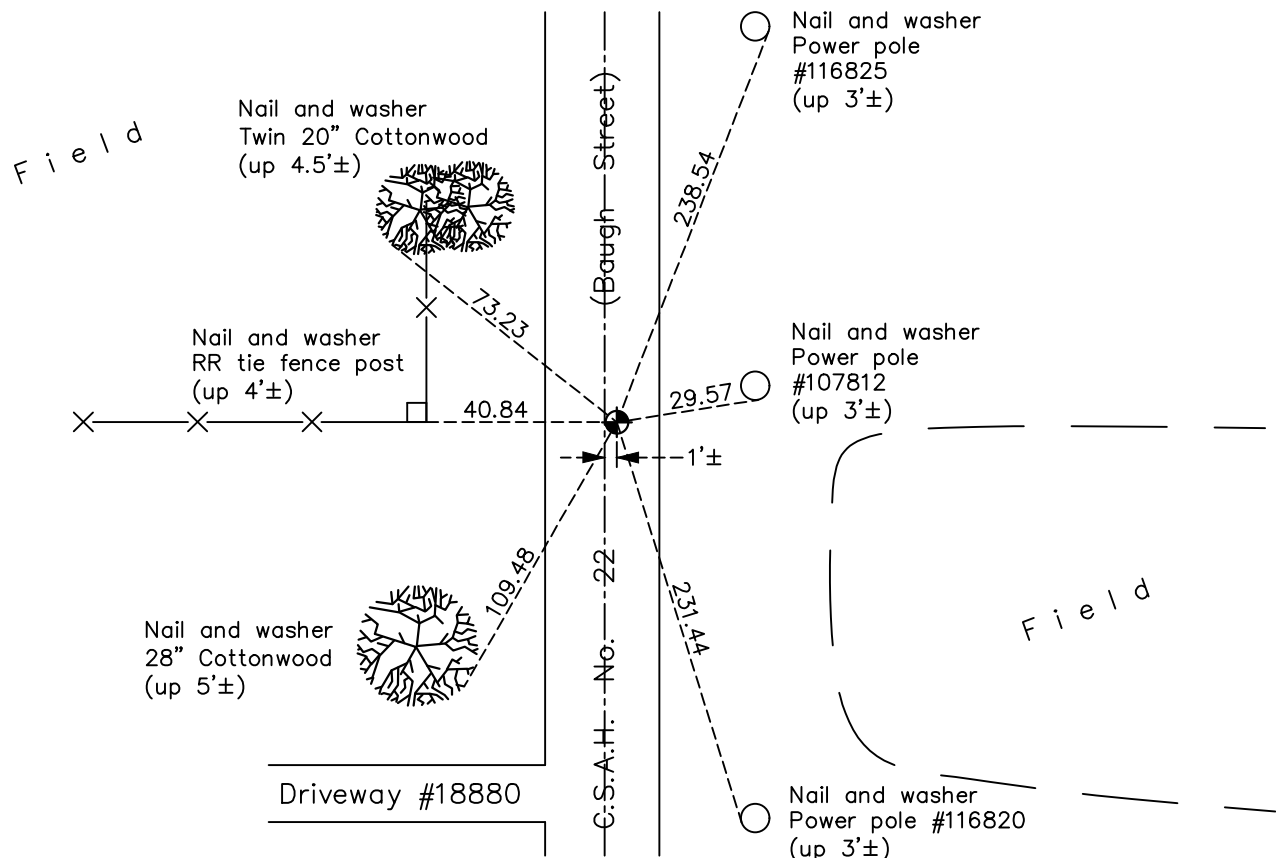 Nail and washer
Power pole
#116825
(up 3'±)
Nail and washer
Twin 20" Cottonwood
(up 4.5'±)
Field
(Baugh Street)
238.54
73.23
Nail and washer
RR tie fence post
(up 4'±)
Nail and washer
Power pole
#107812
(up 3'±)
40.84
29.57
1'±
109.48
C.S.A.H. No. 22
231.44
Field
Nail and washer
28" Cottonwood
(up 5'±)
Driveway #18880
Nail and washer
Power pole #116820
(up 3'±)